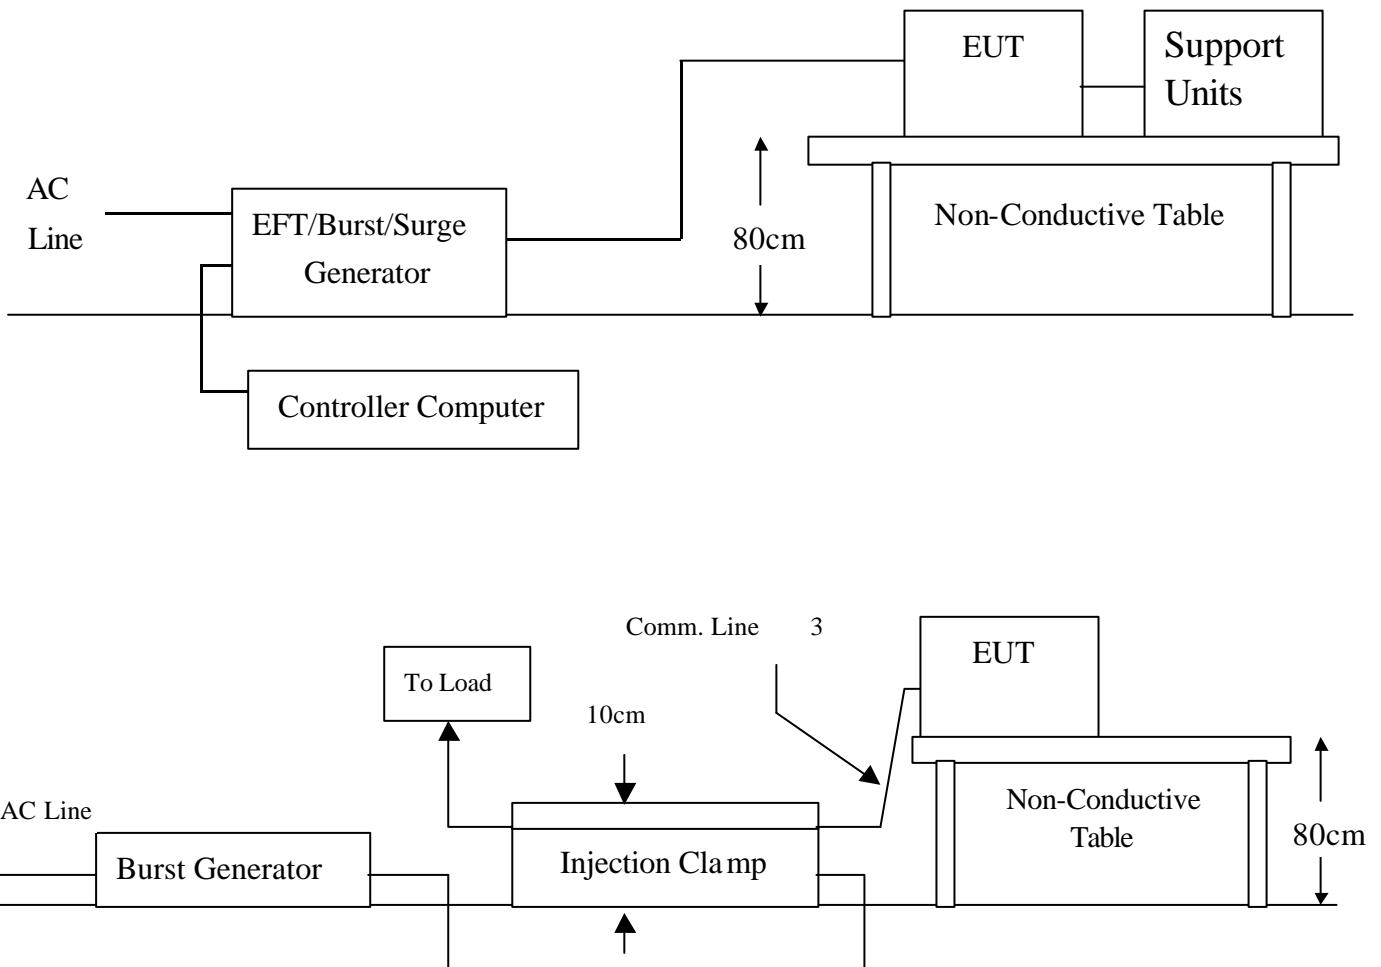 EUT
Support
Units
AC
Line
EFT/Burst/Surge
Generator
80cm
Non-Conductive Table
Controller Computer
Comm. Line 3
EUT
To Load
10cm
AC Line
Burst Generator
Injection Clamp
Non-Conductive
Table
80cm